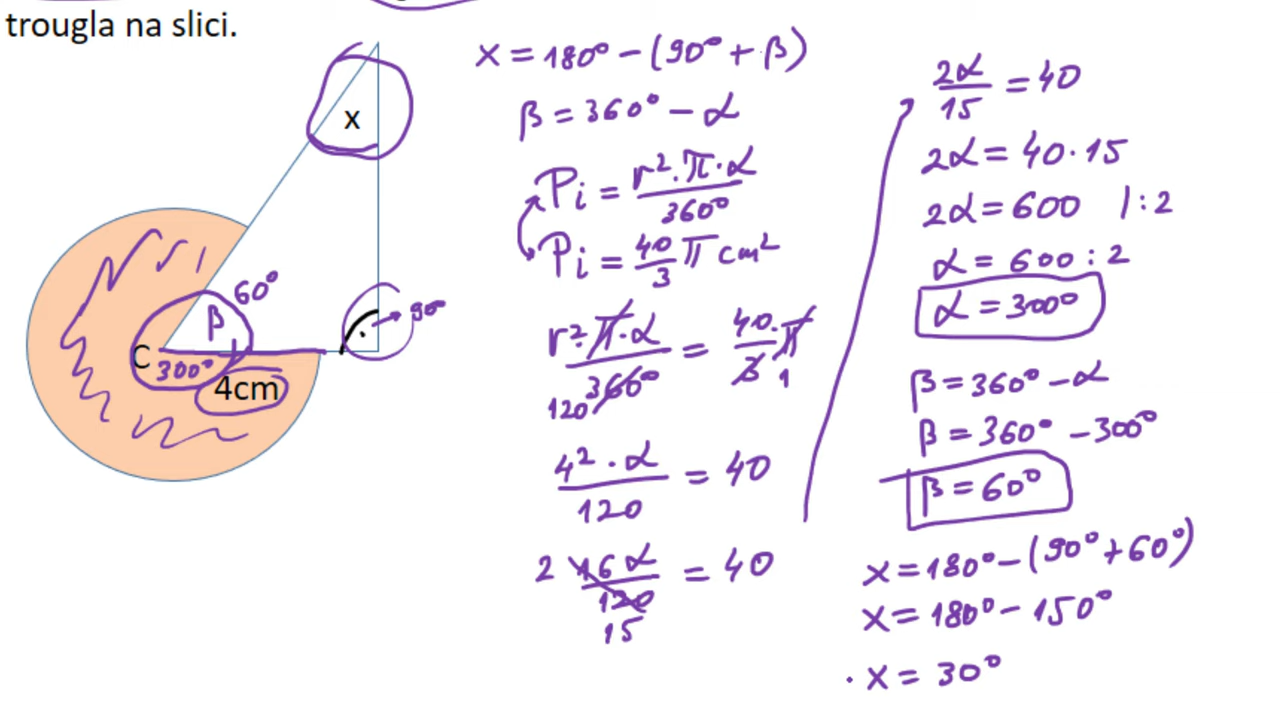 trougla na slici.
x
60°
β
C
300°
4cm
90°
x = 180° - (90° + β)
β = 360° - α
Pi = r²·π·α / 360°
Pi = 40/3 π cm²
r²·π·α / 360° = 40·π / 3
120 1
4²·α / 120 = 40
2 16α / 120 = 40
15
2α / 15 = 40
2α = 40·15
2α = 600 /:2
α = 600:2
α = 300°
β = 360° - α
β = 360° - 300°
β = 60°
x = 180° - (90° + 60°)
x = 180° - 150°
x = 30°